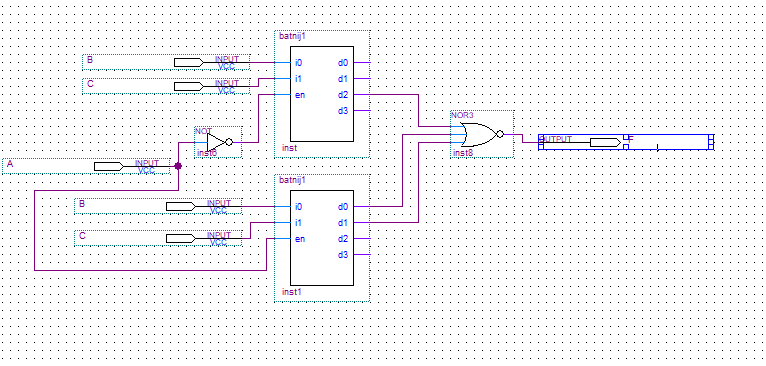 batnij1
B
INPUT
VCC
i0
d0
C
INPUT
VCC
i1
d1
en
d2
d3
NOT
inst6
inst
NOR3
inst8
OUTPUT
F
A
INPUT
VCC
batnij1
B
INPUT
VCC
i0
d0
C
INPUT
VCC
i1
d1
en
d2
d3
inst1